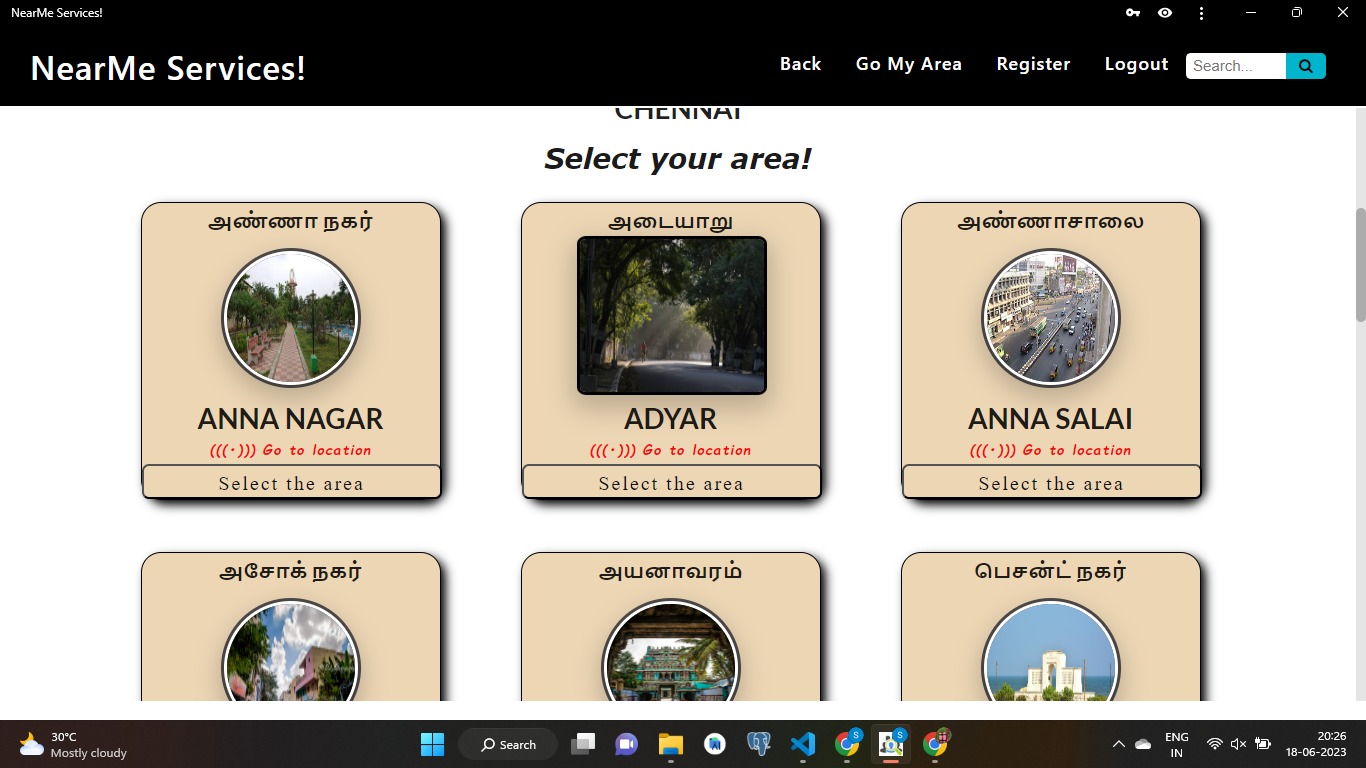 NearMe Services!
NearMe Services!
Back Go My Area Register Logout Search...
CHENNAI
Select your area!
அண்ணா நகர்
ANNA NAGAR
(((·))) Go to location
Select the area
அடையாறு
ADYAR
(((·))) Go to location
Select the area
அண்ணாசாலை
ANNA SALAI
(((·))) Go to location
Select the area
அசோக் நகர்
அயனாவரம்
பெசன்ட் நகர்
30°C
Mostly cloudy
Search
S
S
ENG
IN
20:26
18-06-2023